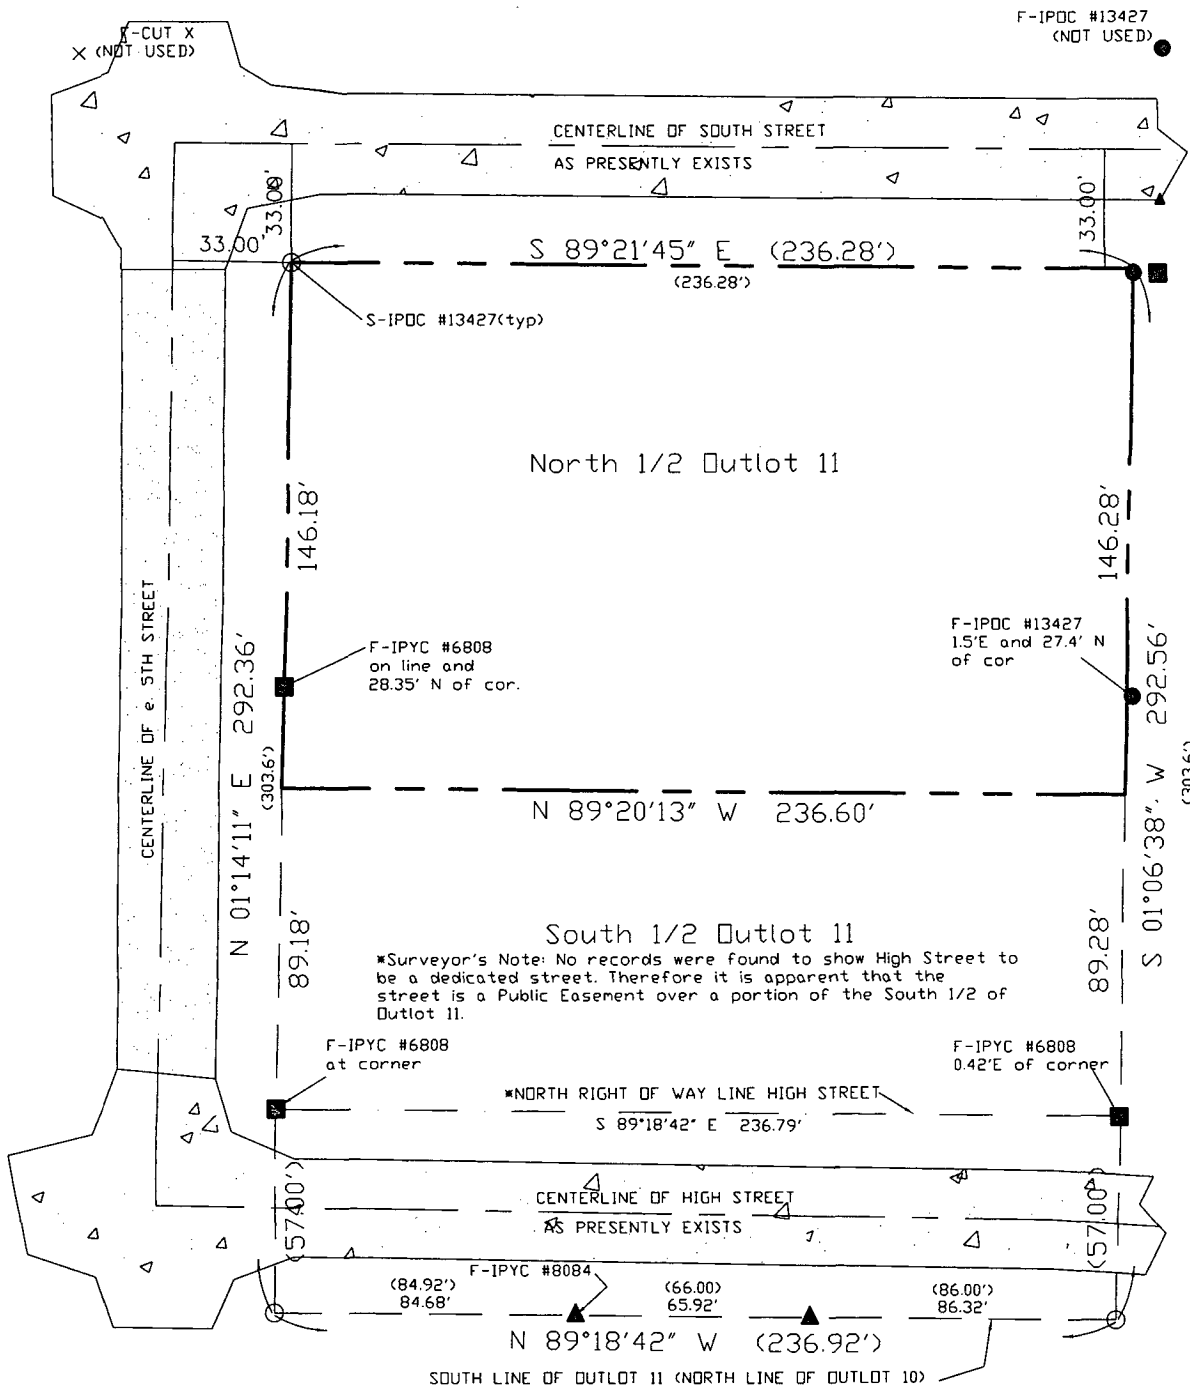 F-CUT X
X (NOT USED)
F-IPOC #13427
(NOT USED)
CENTERLINE OF SOUTH STREET
AS PRESENTLY EXISTS
33.00'
33.00'
33.00'
S 89°21'45" E (236.28')
(236.28')
S-IPOC #13427(typ)
North 1/2 Outlot 11
146.18'
146.28'
CENTERLINE OF e. 5TH STREET
N 01°14'11" E 292.36'
(303.6')
F-IPYC #6808
on line and
28.35' N of cor.
F-IPOC #13427
1.5'E and 27.4' N
of cor
S 01°06'38" W 292.56'
(303.6')
N 89°20'13" W 236.60'
89.18'
89.28'
South 1/2 Outlot 11
*Surveyor's Note: No records were found to show High Street to
be a dedicated street. Therefore it is apparent that the
street is a Public Easement over a portion of the South 1/2 of
Outlot 11.
F-IPYC #6808
at corner
F-IPYC #6808
0.42'E of corner
*NORTH RIGHT OF WAY LINE HIGH STREET
S 89°18'42" E 236.79'
(57.00')
(57.00')
CENTERLINE OF HIGH STREET
AS PRESENTLY EXISTS
F-IPYC #8084
(84.92')
84.68'
(66.00)
65.92'
(86.00')
86.32'
N 89°18'42" W (236.92')
SOUTH LINE OF OUTLOT 11 (NORTH LINE OF OUTLOT 10)